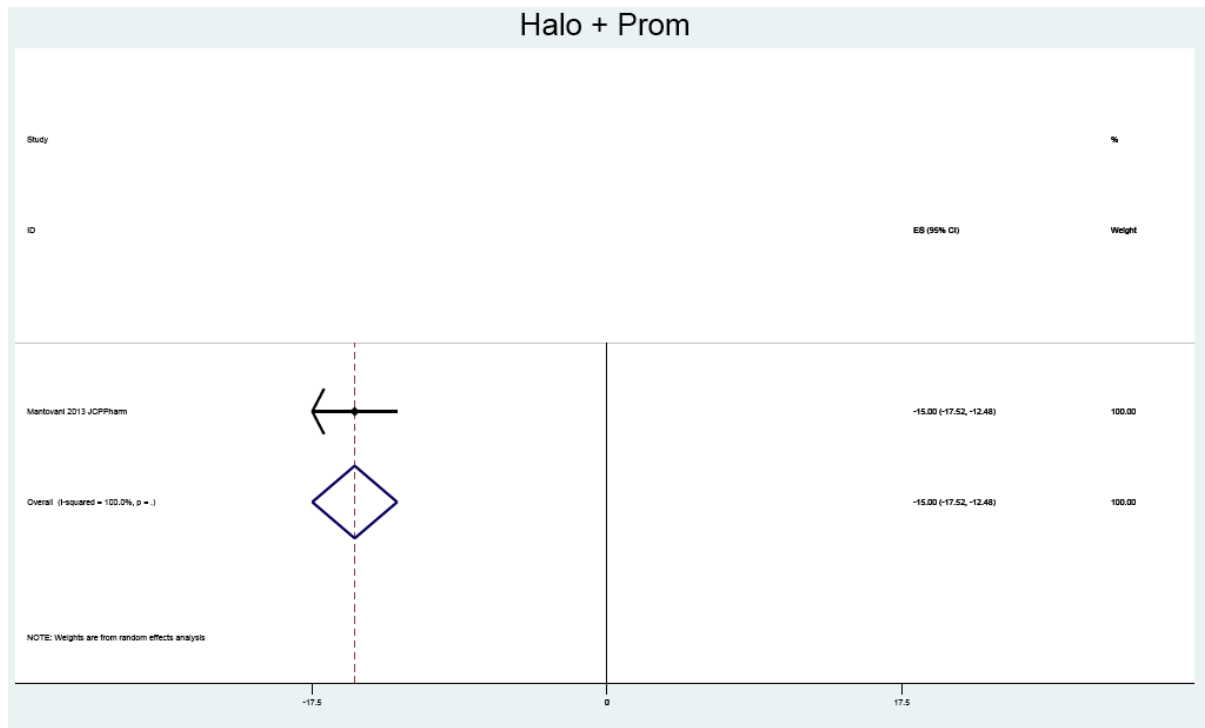 Halo + Prom
Study %
ID ES (95% CI) Weight
Mantovani 2013 JCPPharm -15.00 (-17.52, -12.48) 100.00
Overall (I-squared = 100.0%, p = .) -15.00 (-17.52, -12.48) 100.00
NOTE: Weights are from random effects analysis
-17.5 0 17.5